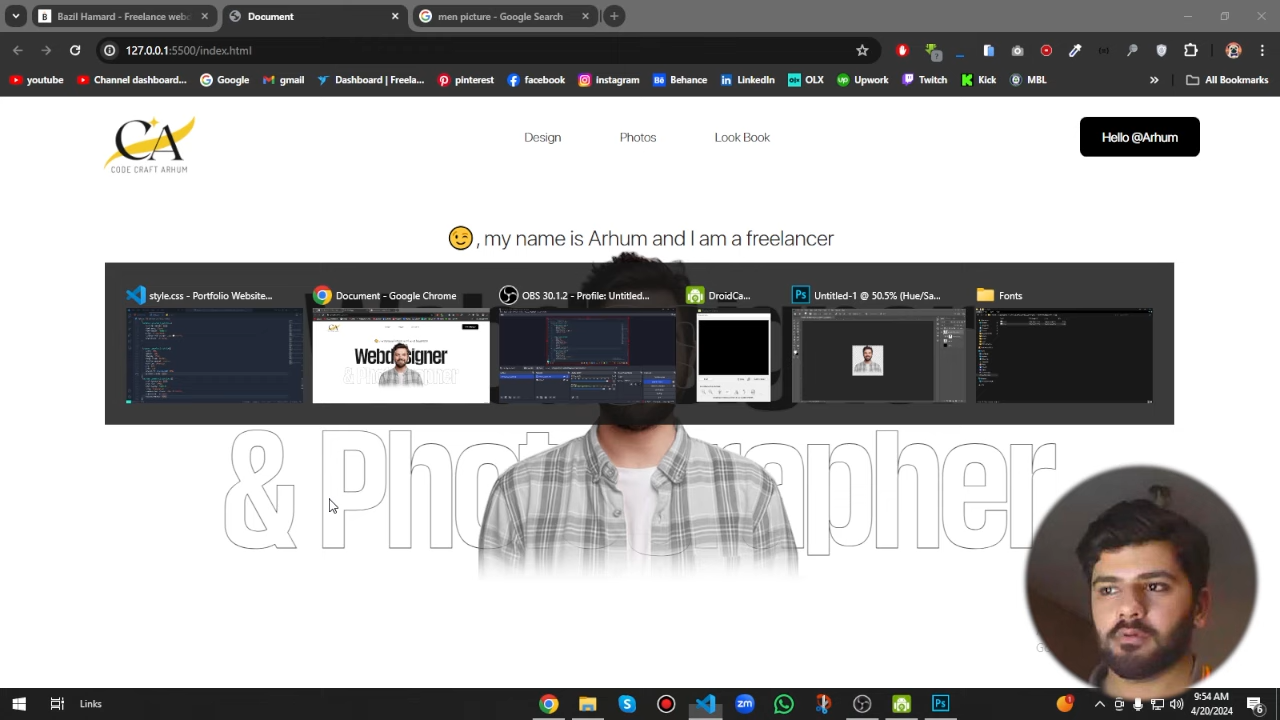 Bazil Hamard - Freelance webd
Document
men picture - Google Search
127.0.0.1:5500/index.html
youtube
Channel dashboard...
Google
gmail
Dashboard | Freela...
pinterest
facebook
instagram
Behance
LinkedIn
OLX
Upwork
Twitch
Kick
MBL
All Bookmarks
CA
CODE CRAFT ARHUM
Design
Photos
Look Book
Hello @Arhum
😉, my name is Arhum and I am a freelancer
style.css - Portfolio Website...
Document - Google Chrome
OBS 30.1.2 - Profile: Untitled...
DroidCa...
Untitled-1 @ 50.5% (Hue/Sa...
Fonts
Webdesigner
& Photographer
Links
9:54 AM
4/20/2024